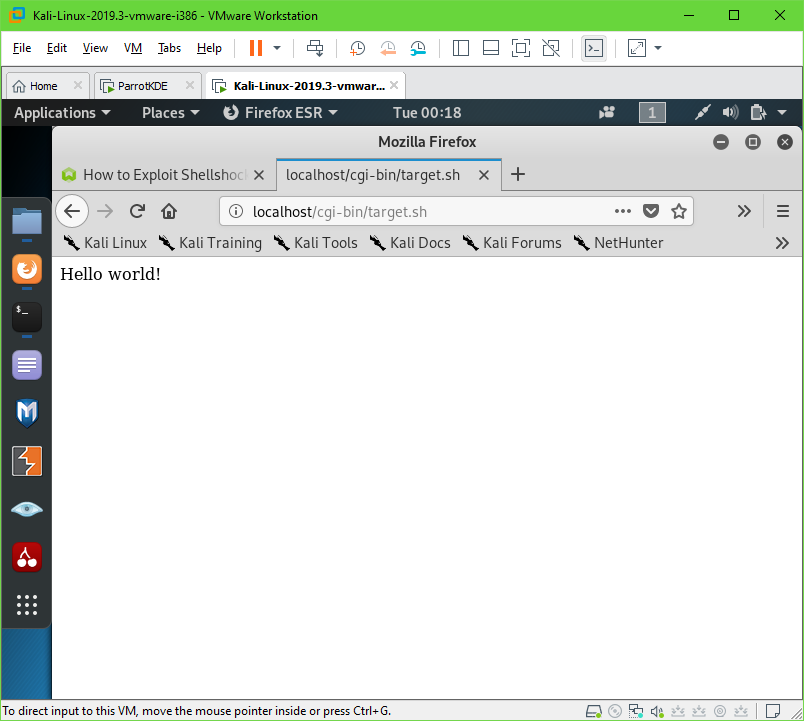 Kali-Linux-2019.3-vmware-i386 - VMware Workstation
File Edit View VM Tabs Help
Home ParrotKDE Kali-Linux-2019.3-vmwar...
Applications Places Firefox ESR Tue 00:18 1
Mozilla Firefox
How to Exploit Shellshock localhost/cgi-bin/target.sh
localhost/cgi-bin/target.sh
Kali Linux Kali Training Kali Tools Kali Docs Kali Forums NetHunter
Hello world!
$_
To direct input to this VM, move the mouse pointer inside or press Ctrl+G.